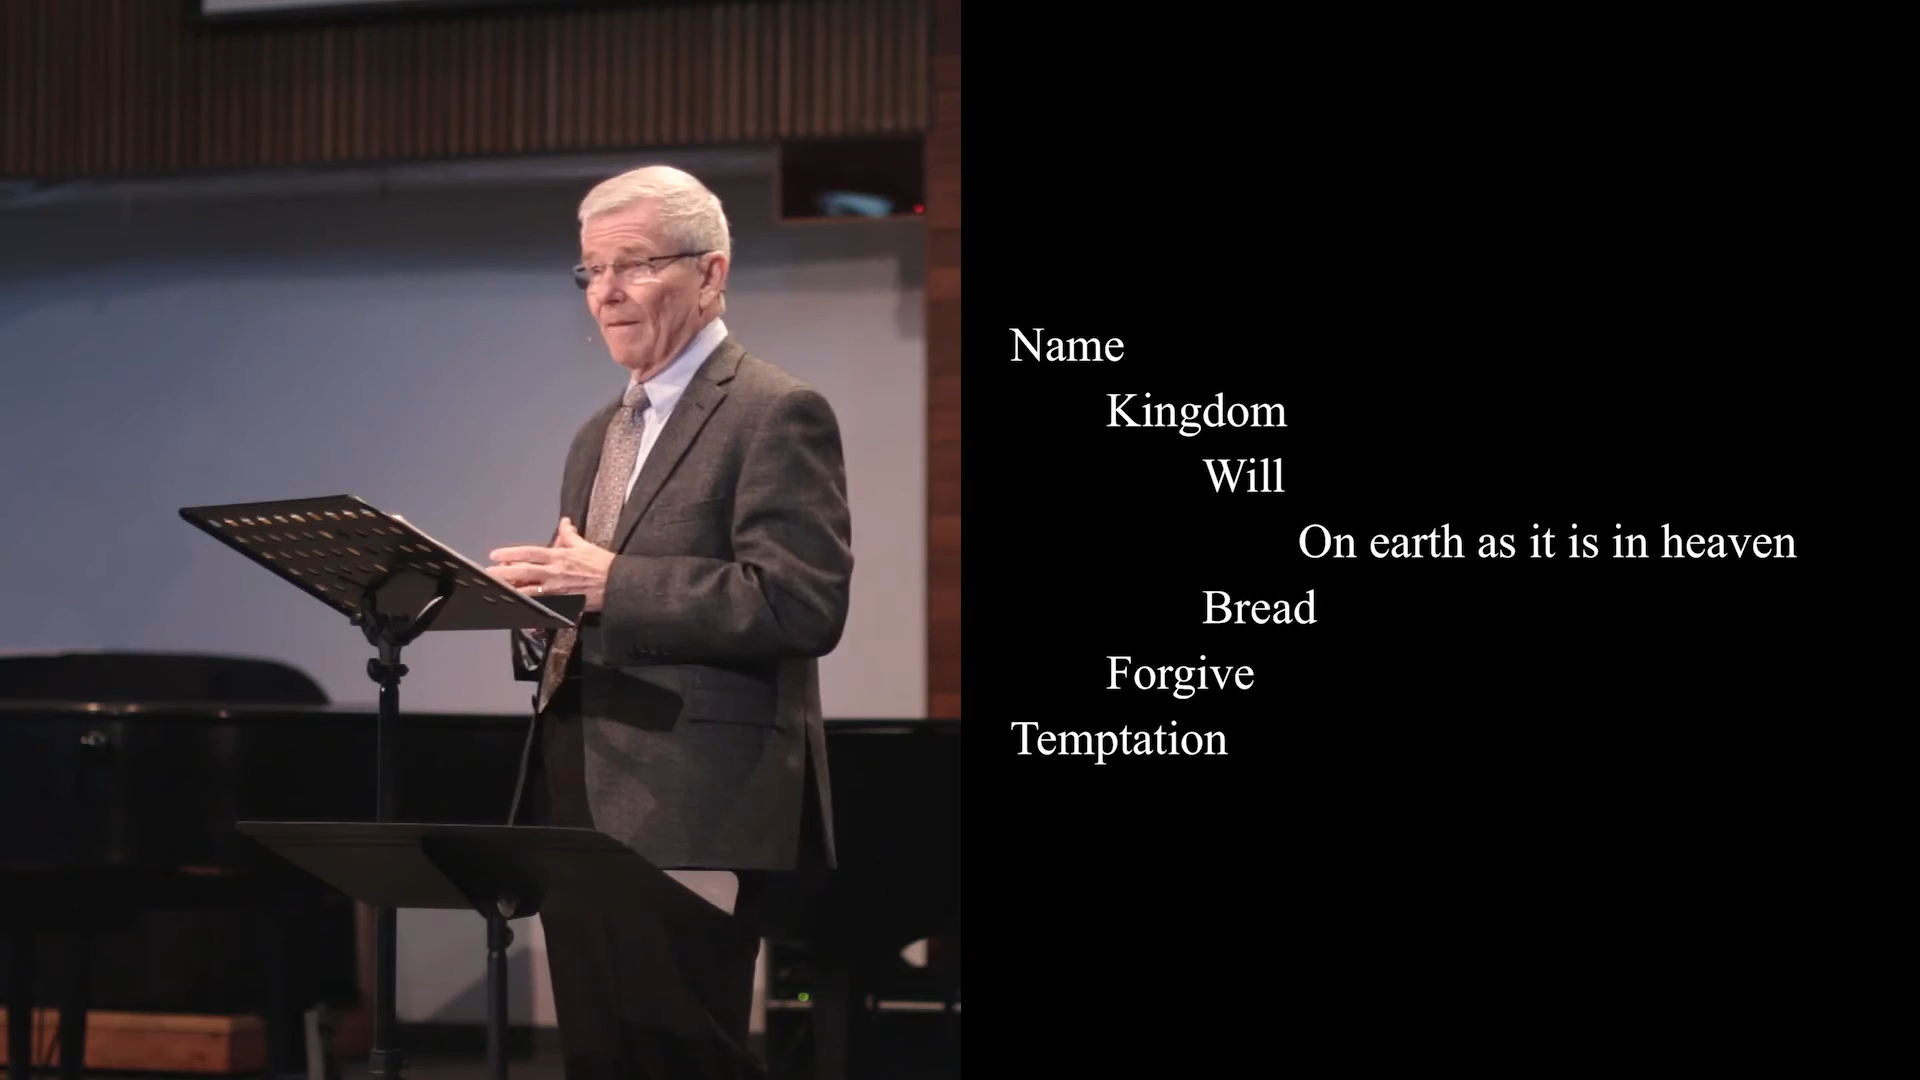 Name
Kingdom
Will
On earth as it is in heaven
Bread
Forgive
Temptation